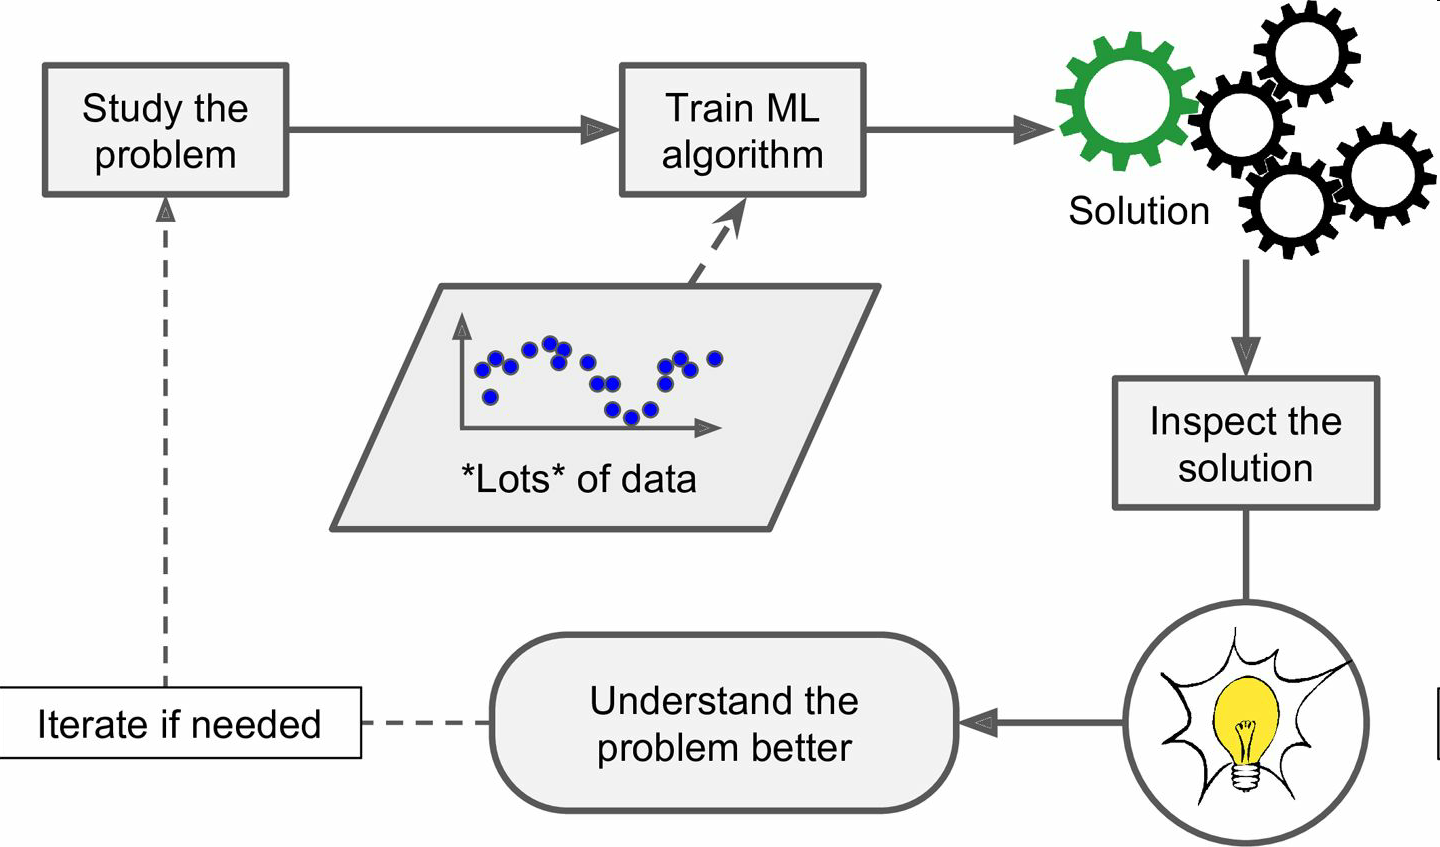 Study the
problem
Train ML
algorithm
Solution
*Lots* of data
Inspect the
solution
Understand the
problem better
Iterate if needed